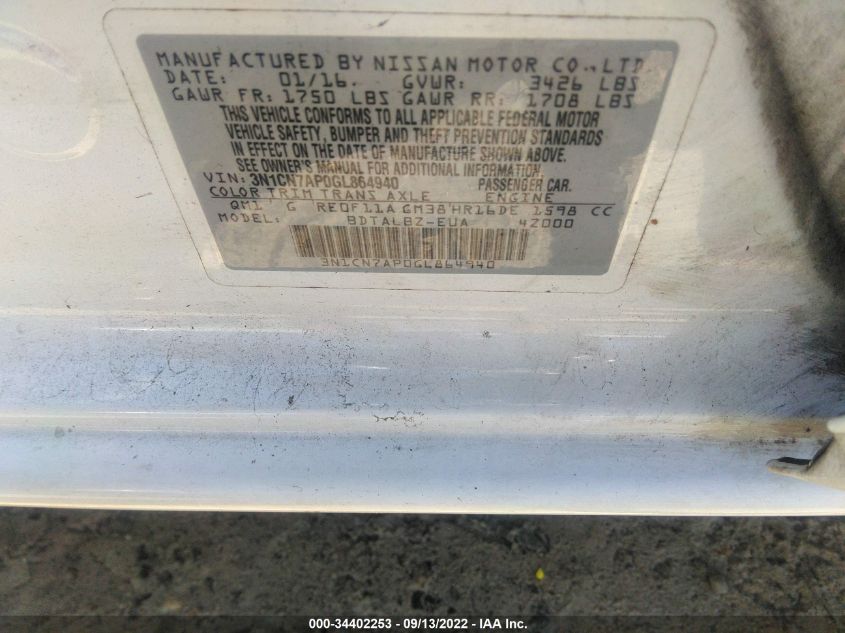 MANUFACTURED BY NISSAN MOTOR CO., LTD.
DATE: 01/16 GVWR: 3426 LBS
GAWR FR: 1750 LBS GAWR RR: 1708 LBS
THIS VEHICLE CONFORMS TO ALL APPLICABLE FEDERAL MOTOR
VEHICLE SAFETY, BUMPER AND THEFT PREVENTION STANDARDS
IN EFFECT ON THE DATE OF MANUFACTURE SHOWN ABOVE.
SEE OWNER'S MANUAL FOR ADDITIONAL INFORMATION.
VIN: 3N1CN7AP0GL864940 PASSENGER CAR.
COLOR TRIM TRANS AXLE ENGINE
QM1 G RE0F11A GM38 HR16DE 1598 CC
MODEL: BDTALBZ-EUA 42000
3N1CN7AP0GL864940
000-34402253 - 09/13/2022 - IAA Inc.